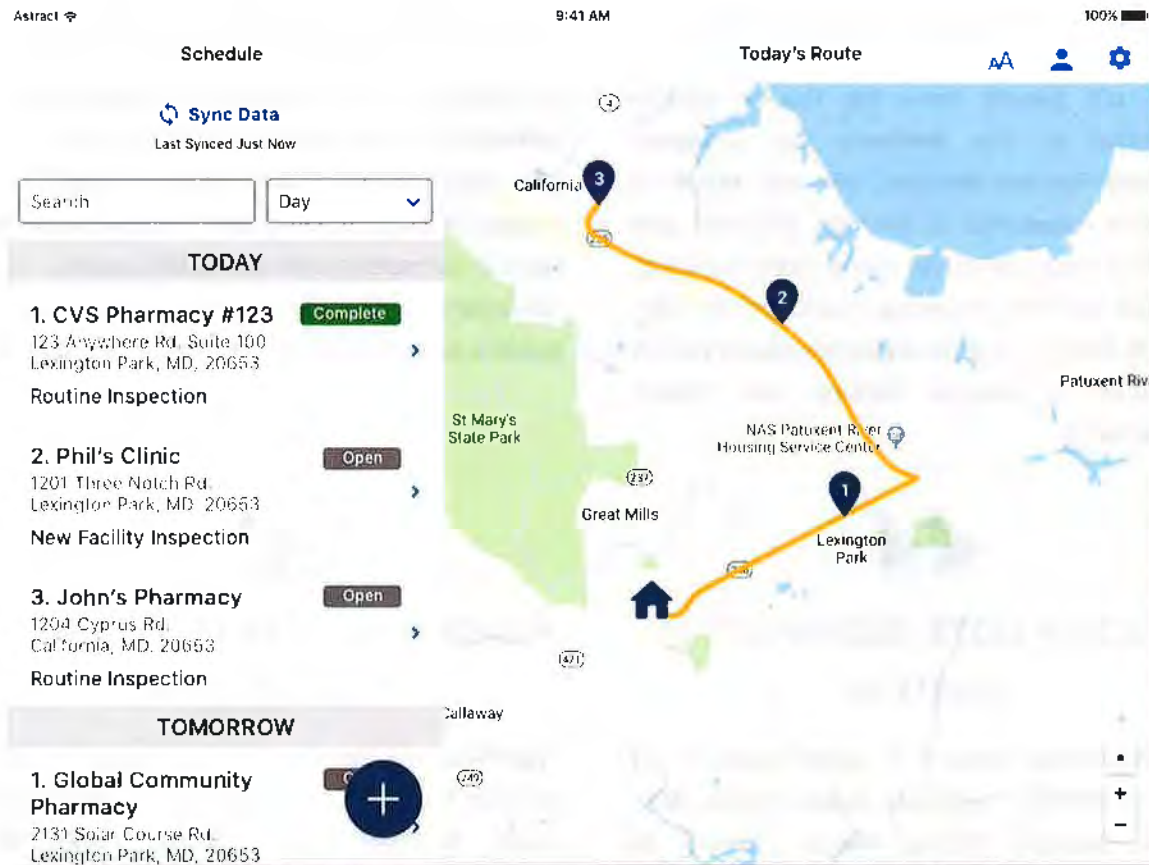 Astract
9:41 AM
100%
Schedule
Today's Route
AA
Sync Data
Last Synced Just Now
Search
Day
TODAY
1. CVS Pharmacy #123
Complete
123 Anywhere Rd, Suite 100
Lexington Park, MD, 20653
Routine Inspection
2. Phil's Clinic
Open
1201 Three Notch Rd.
Lexington Park, MD 20653
New Facility Inspection
3. John's Pharmacy
Open
1204 Cyprus Rd.
California, MD. 20653
Routine Inspection
TOMORROW
1. Global Community
Pharmacy
2131 Solar Course Rd.
Lexington Park, MD, 20653
+
4
California
3
2
Patuxent Riv
St Mary's
State Park
NAS Patuxent River
Housing Service Center
237
1
Great Mills
Lexington
Park
471
Callaway
249
+
−